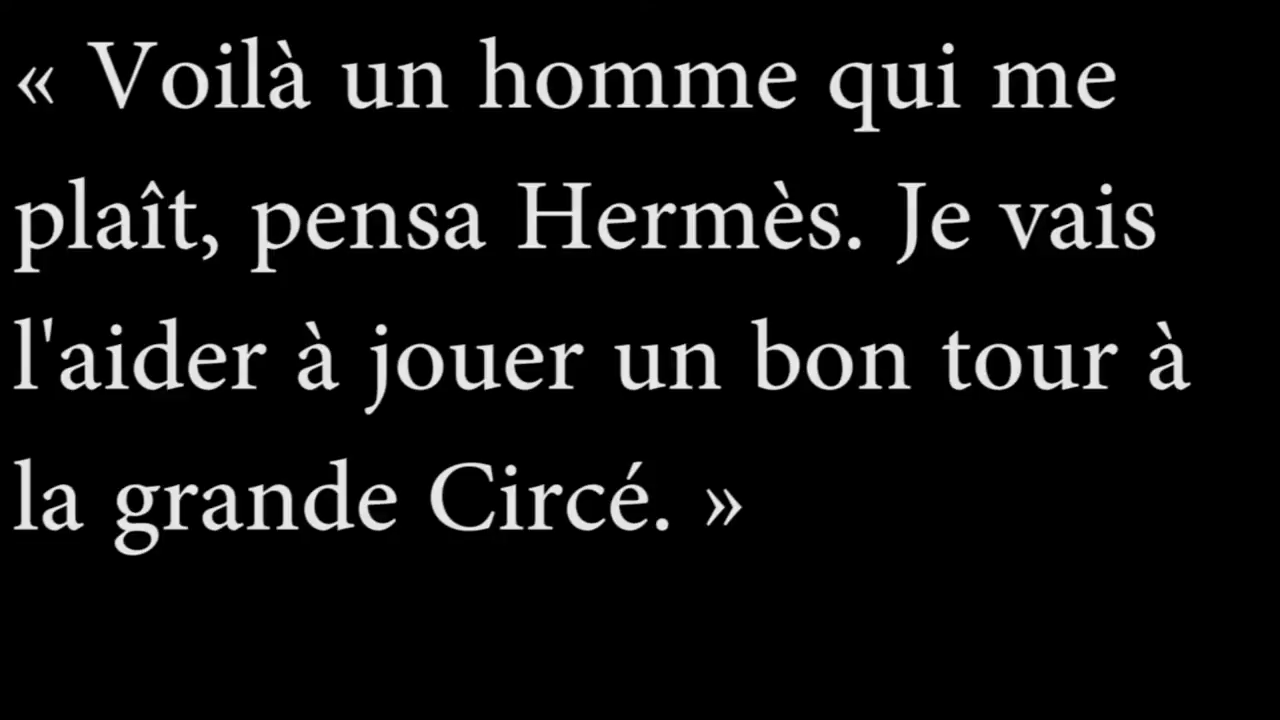 « Voilà un homme qui me
plaît, pensa Hermès. Je vais
l'aider à jouer un bon tour à
la grande Circé. »